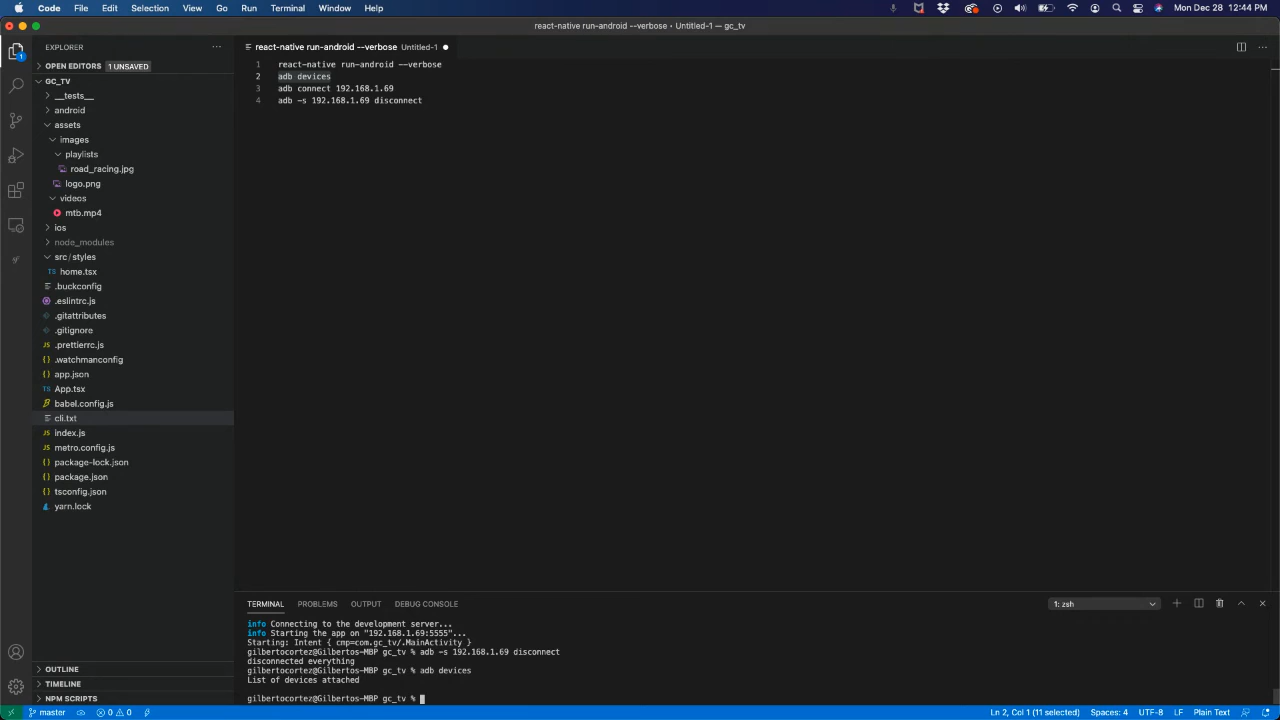 Code File Edit Selection View Go Run Terminal Window Help Mon Dec 28 12:44 PM
react-native run-android --verbose • Untitled-1 — gc_tv
EXPLORER
react-native run-android --verbose Untitled-1
OPEN EDITORS 1 UNSAVED
GC_TV
__tests__
android
assets
images
playlists
road_racing.jpg
logo.png
videos
mtb.mp4
ios
node_modules
src/styles
TS home.tsx
.buckconfig
.eslintrc.js
.gitattributes
.gitignore
JS .prettierrc.js
{} .watchmanconfig
{} app.json
TS App.tsx
babel.config.js
cli.txt
JS index.js
JS metro.config.js
{} package-lock.json
{} package.json
{} tsconfig.json
yarn.lock
OUTLINE
TIMELINE
NPM SCRIPTS
1 react-native run-android --verbose
2 adb devices
3 adb connect 192.168.1.69
4 adb -s 192.168.1.69 disconnect
TERMINAL PROBLEMS OUTPUT DEBUG CONSOLE 1: zsh
info Connecting to the development server...
info Starting the app on "192.168.1.69:5555"...
Starting: Intent { cmp=com.gc_tv/.MainActivity }
gilbertocortez@Gilbertos-MBP gc_tv % adb -s 192.168.1.69 disconnect
disconnected everything
gilbertocortez@Gilbertos-MBP gc_tv % adb devices
List of devices attached
gilbertocortez@Gilbertos-MBP gc_tv %
master 0 0 Ln 2, Col 1 (11 selected) Spaces: 4 UTF-8 LF Plain Text